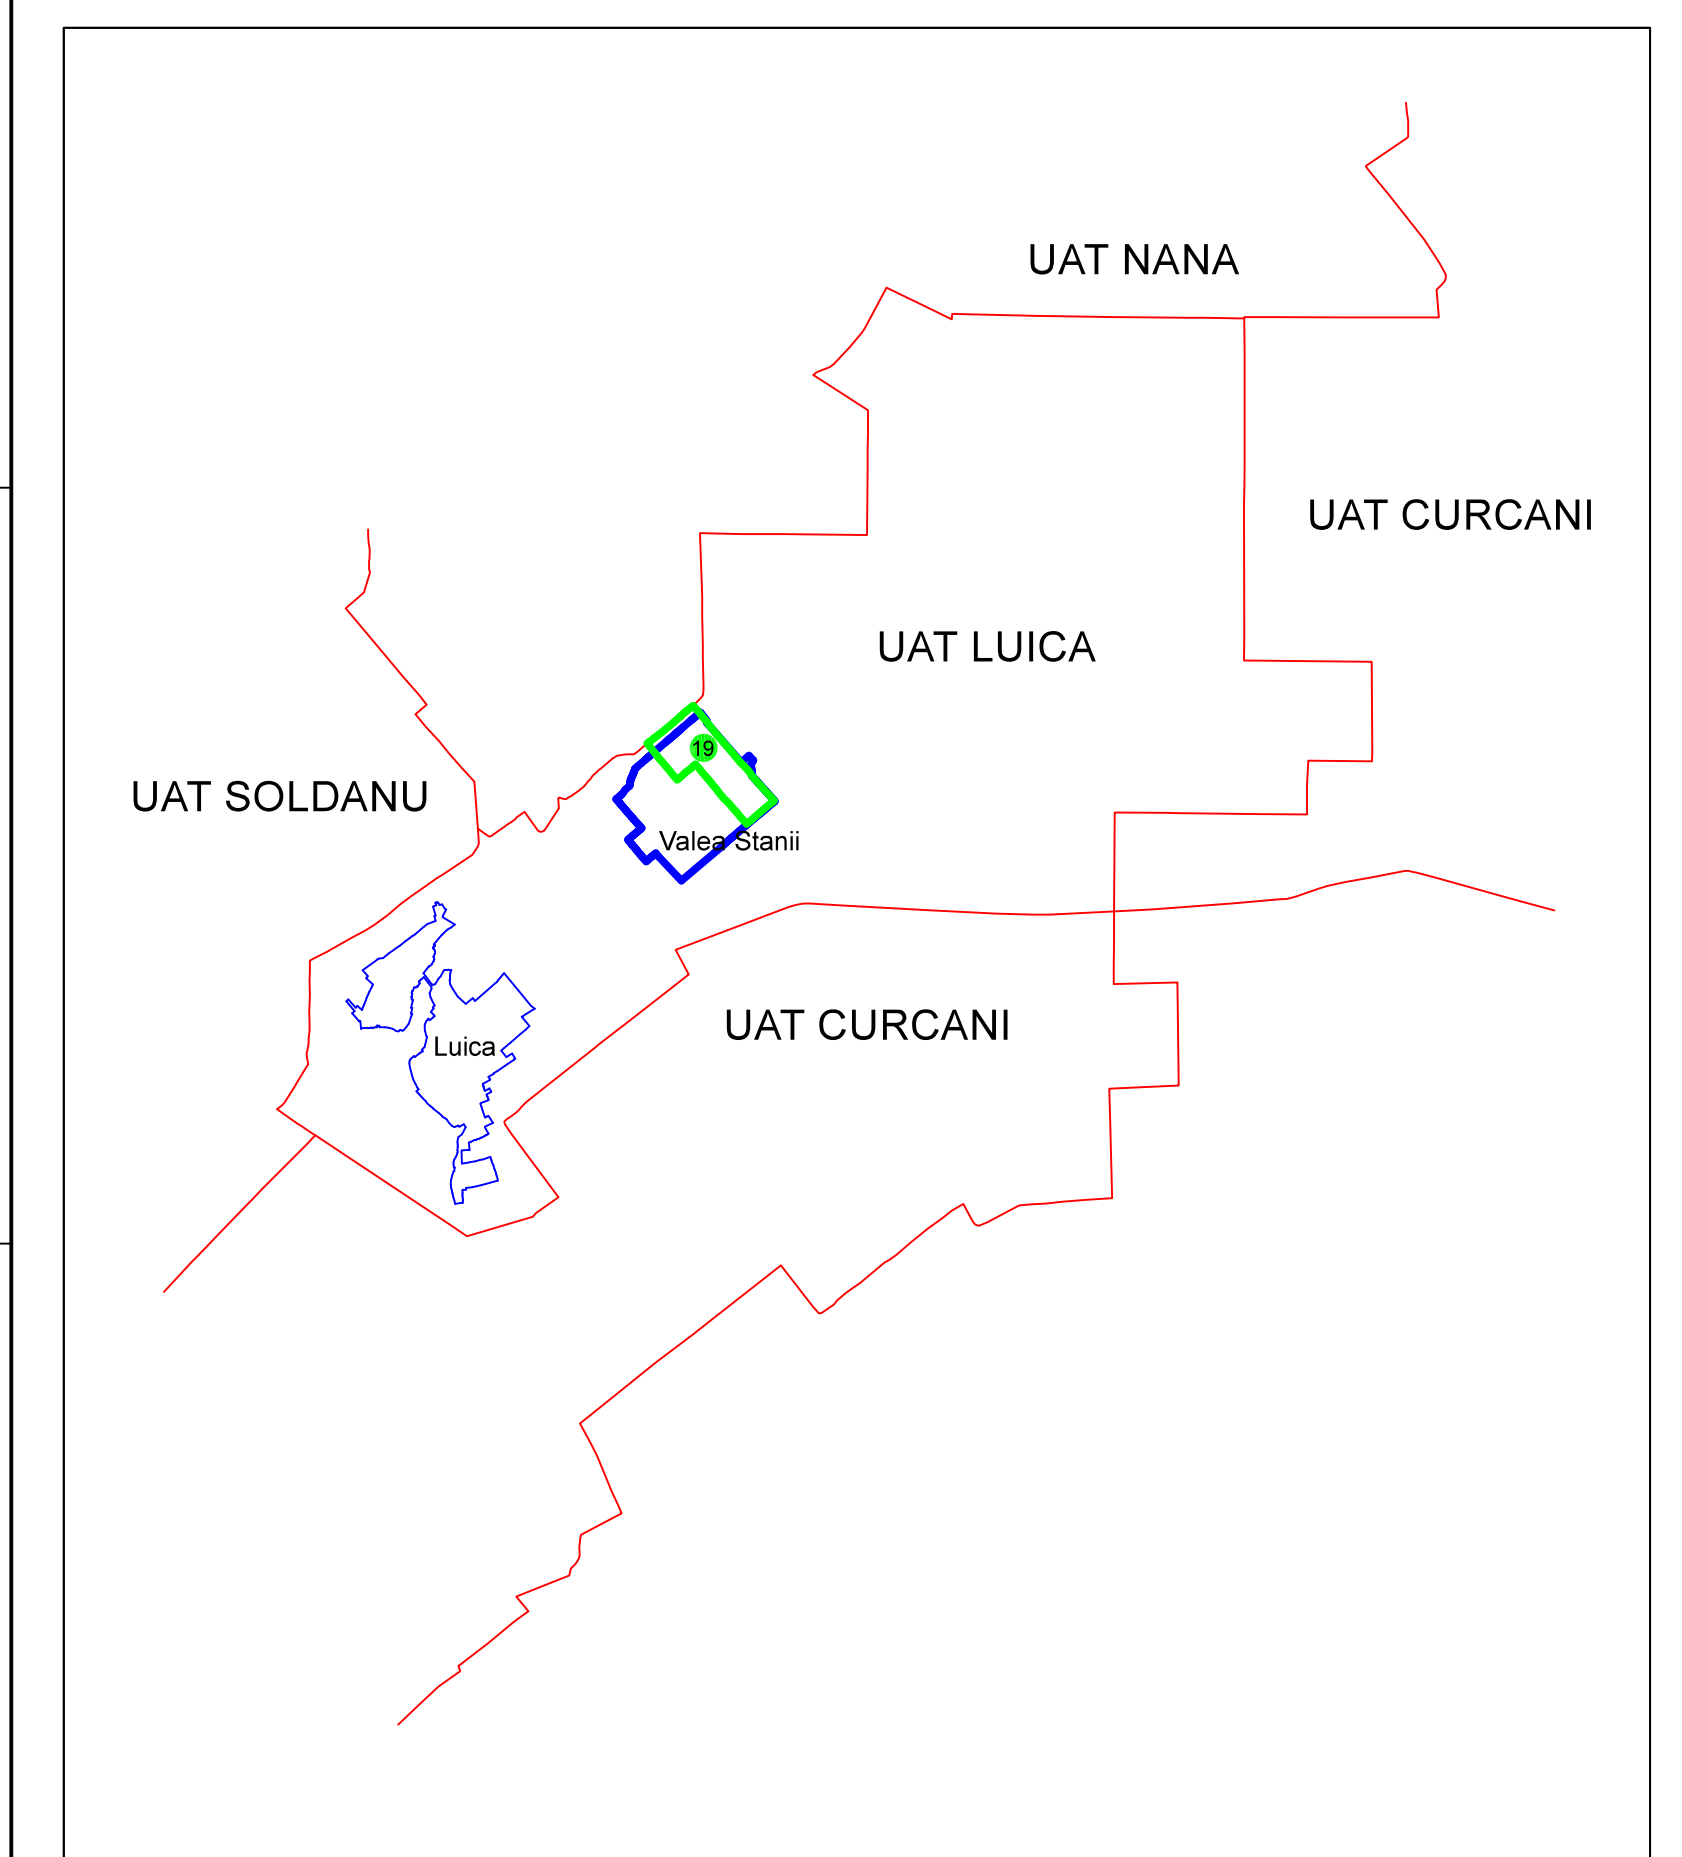 UAT NANA
UAT CURCANI
UAT LUICA
19
UAT SOLDANU
Valea Stanii
UAT CURCANI
Luica